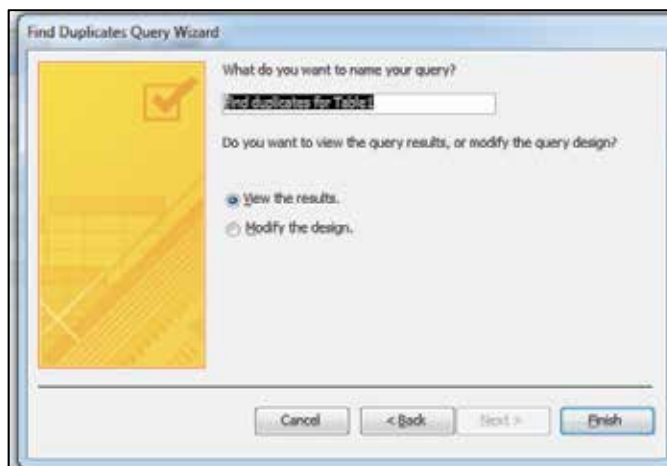 Find Duplicates Query Wizard
What do you want to name your query?
Find duplicates for Table1
Do you want to view the query results, or modify the query design?
View the results.
Modify the design.
Cancel
< Back
Next >
Finish